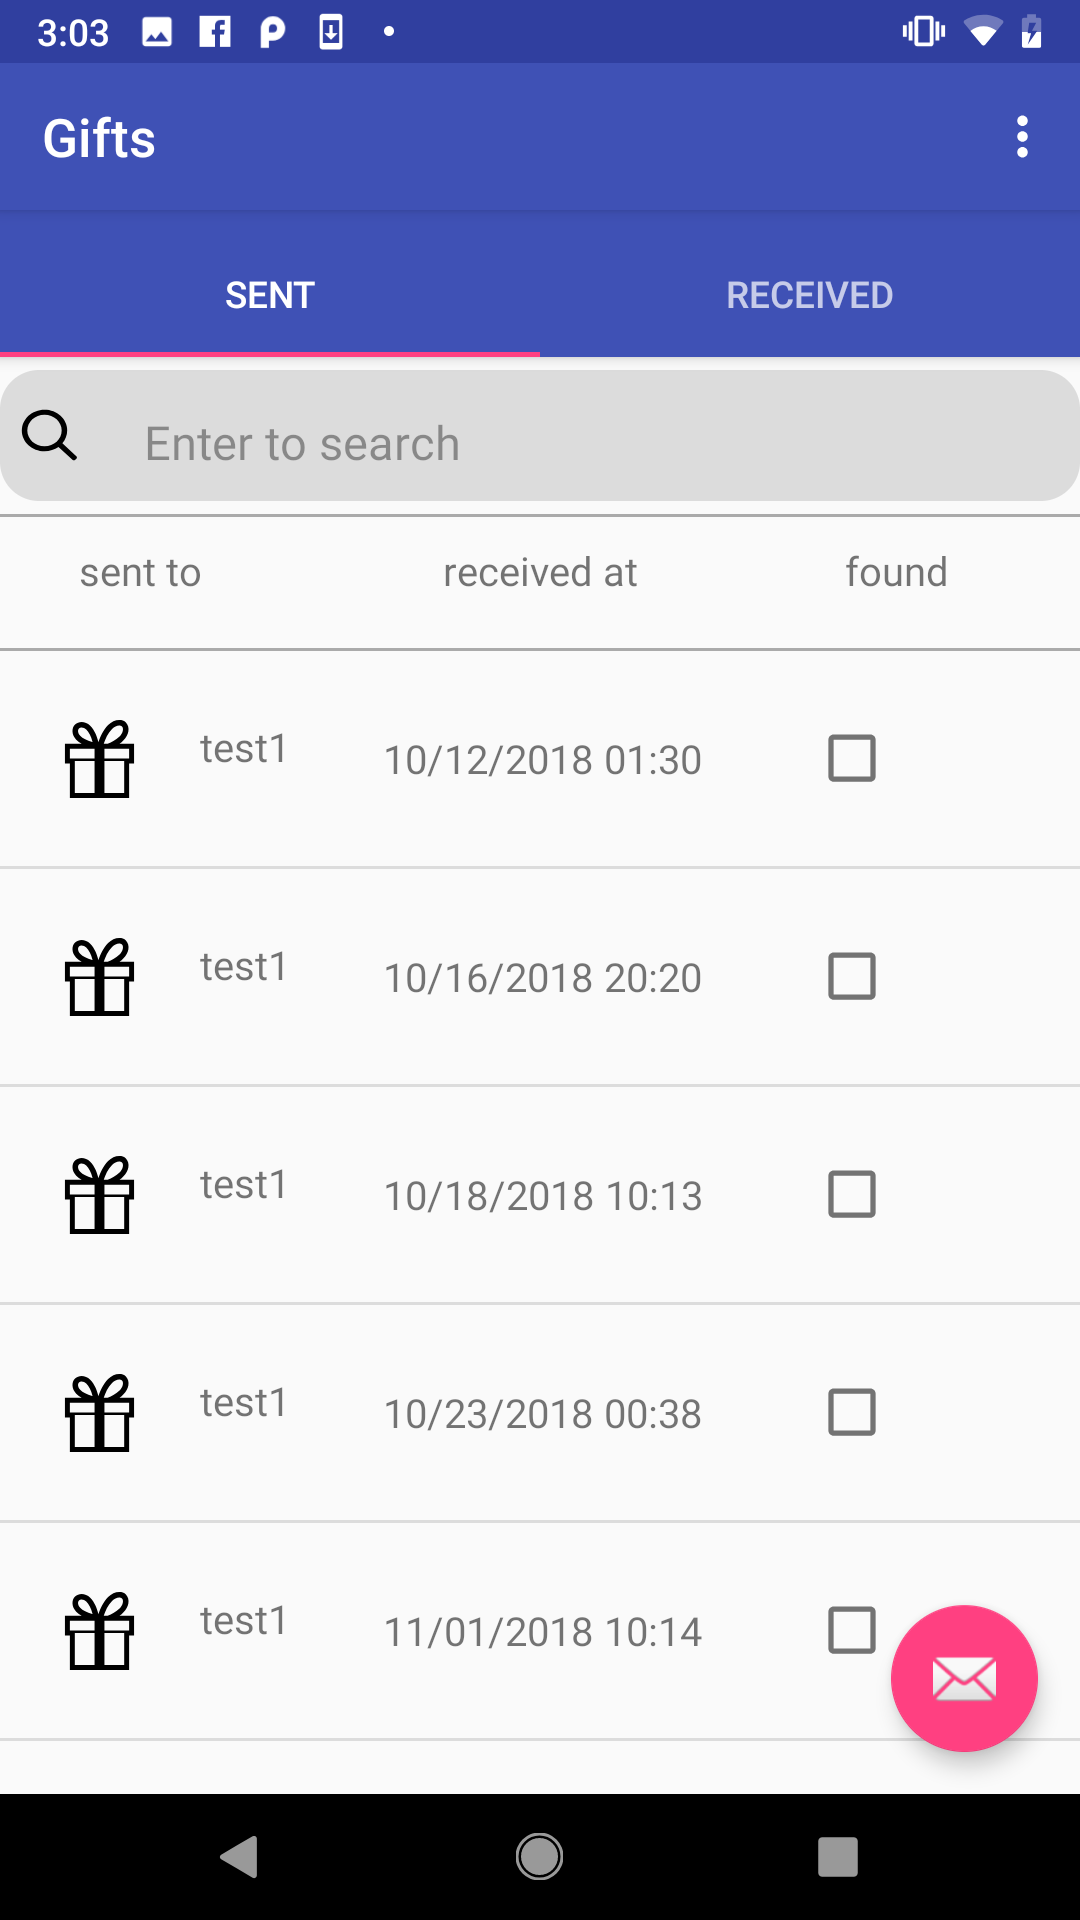 3:03
Gifts
SENT RECEIVED
Enter to search
sent to received at found
test1 10/12/2018 01:30
test1 10/16/2018 20:20
test1 10/18/2018 10:13
test1 10/23/2018 00:38
test1 11/01/2018 10:14